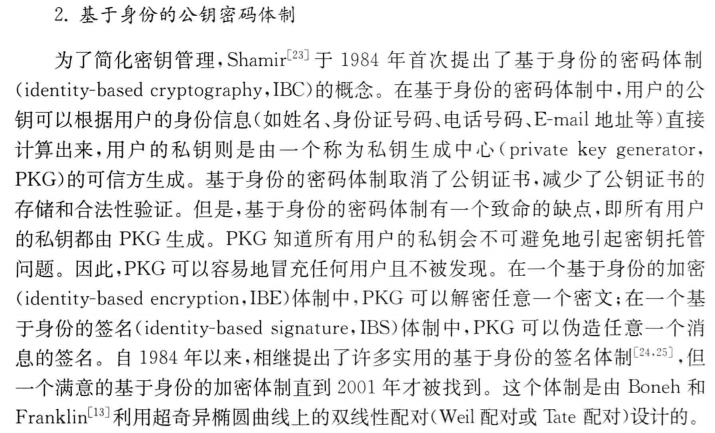 2. 基于身份的公钥密码体制
为了简化密钥管理,Shamir[23]于 1984 年首次提出了基于身份的密码体制
(identity-based cryptography,IBC)的概念。在基于身份的密码体制中,用户的公
钥可以根据用户的身份信息(如姓名、身份证号码、电话号码、E-mail 地址等)直接
计算出来,用户的私钥则是由一个称为私钥生成中心(private key generator,
PKG)的可信方生成。基于身份的密码体制取消了公钥证书,减少了公钥证书的
存储和合法性验证。但是,基于身份的密码体制有一个致命的缺点,即所有用户
的私钥都由 PKG 生成。PKG 知道所有用户的私钥会不可避免地引起密钥托管
问题。因此,PKG 可以容易地冒充任何用户且不被发现。在一个基于身份的加密
(identity-based encryption,IBE)体制中,PKG 可以解密任意一个密文;在一个基
于身份的签名(identity-based signature,IBS)体制中,PKG 可以伪造任意一个消
息的签名。自 1984 年以来,相继提出了许多实用的基于身份的签名体制[24,25],但
一个满意的基于身份的加密体制直到 2001 年才被找到。这个体制是由 Boneh 和
Franklin[13]利用超奇异椭圆曲线上的双线性配对(Weil 配对或 Tate 配对)设计的。